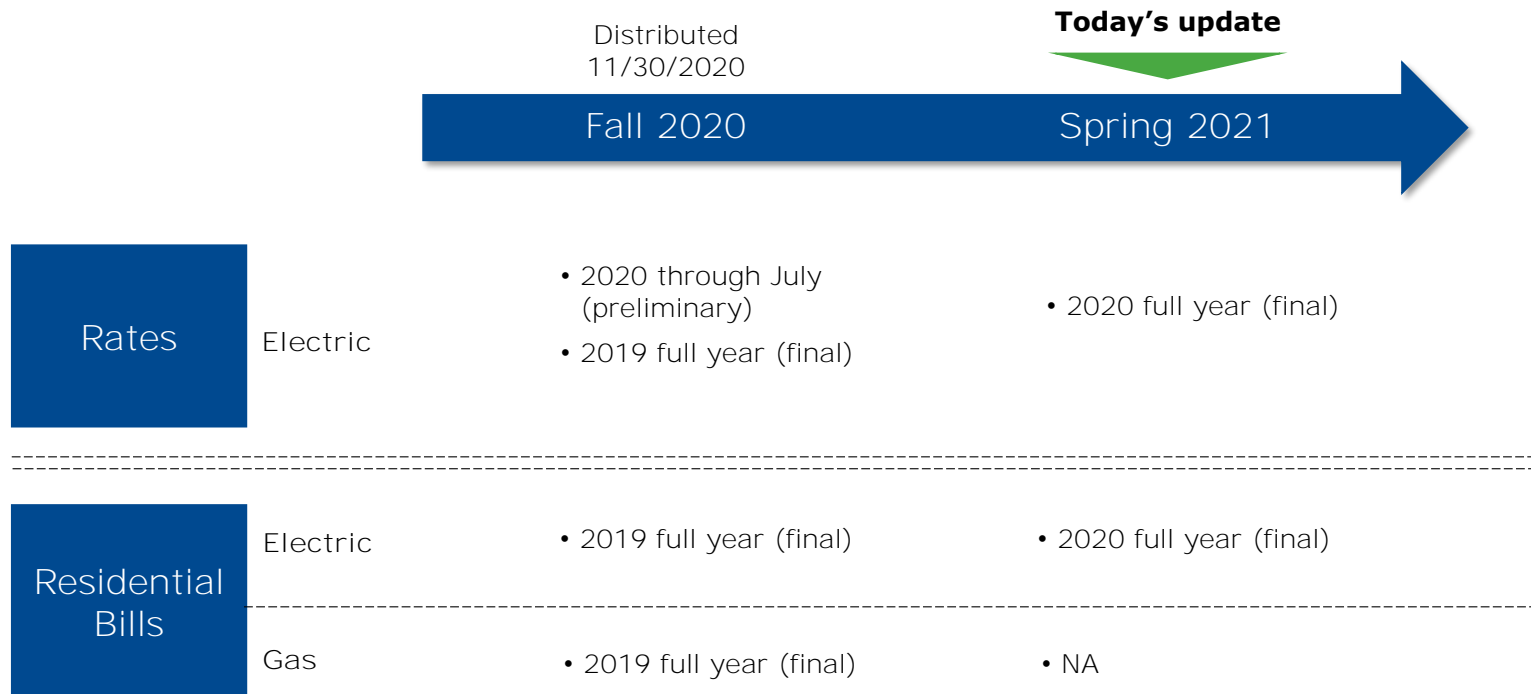 Distributed
11/30/2020
Today’s update
Fall 2020
Spring 2021
Rates
Electric
• 2020 through July
(preliminary)
• 2019 full year (final)
• 2020 full year (final)
Residential
Bills
Electric
• 2019 full year (final)
• 2020 full year (final)
Gas
• 2019 full year (final)
• NA